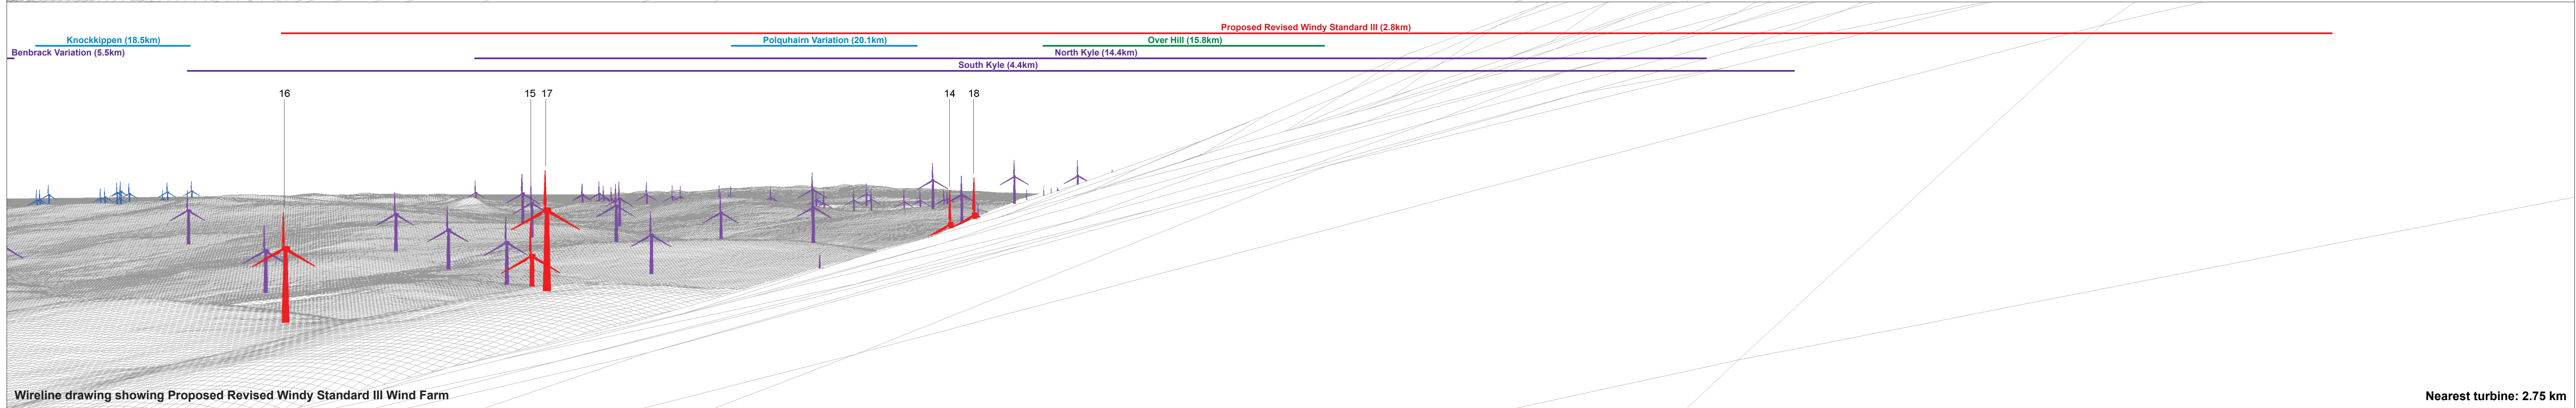 Proposed Revised Windy Standard III (2.8km)
Knockkippen (18.5km) Polquhairn Variation (20.1km) Over Hill (15.8km)
Benbrack Variation (5.5km) North Kyle (14.4km)
South Kyle (4.4km)
16 15 17 14 18
Wireline drawing showing Proposed Revised Windy Standard III Wind Farm Nearest turbine: 2.75 km